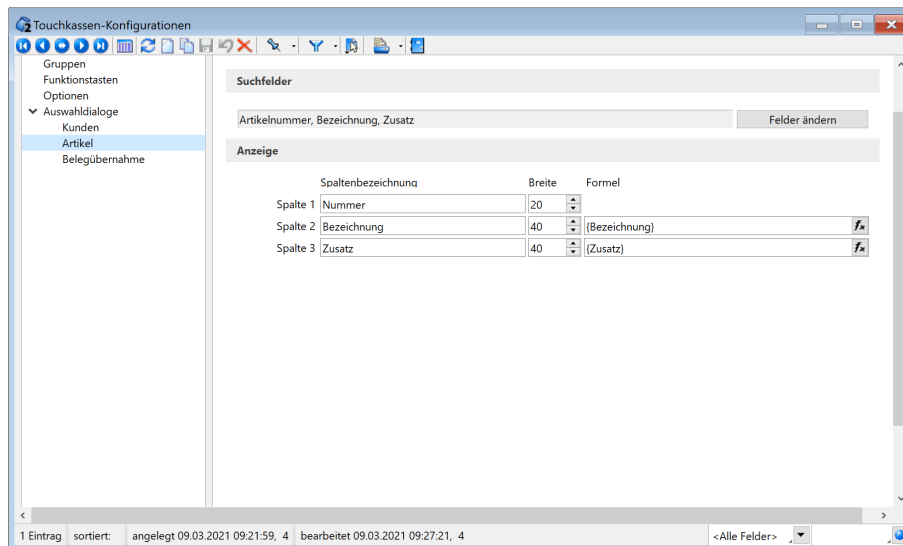 Touchkassen-Konfigurationen
Gruppen
Funktionstasten
Optionen
Auswahldialoge
Kunden
Artikel
Belegübernahme
Suchfelder
Artikelnummer, Bezeichnung, Zusatz
Felder ändern
Anzeige
Spaltenbezeichnung Breite Formel
Spalte 1 Nummer 20
Spalte 2 Bezeichnung 40 {Bezeichnung} fx
Spalte 3 Zusatz 40 {Zusatz} fx
1 Eintrag sortiert: angelegt 09.03.2021 09:21:59, 4 bearbeitet 09.03.2021 09:27:21, 4 <Alle Felder>